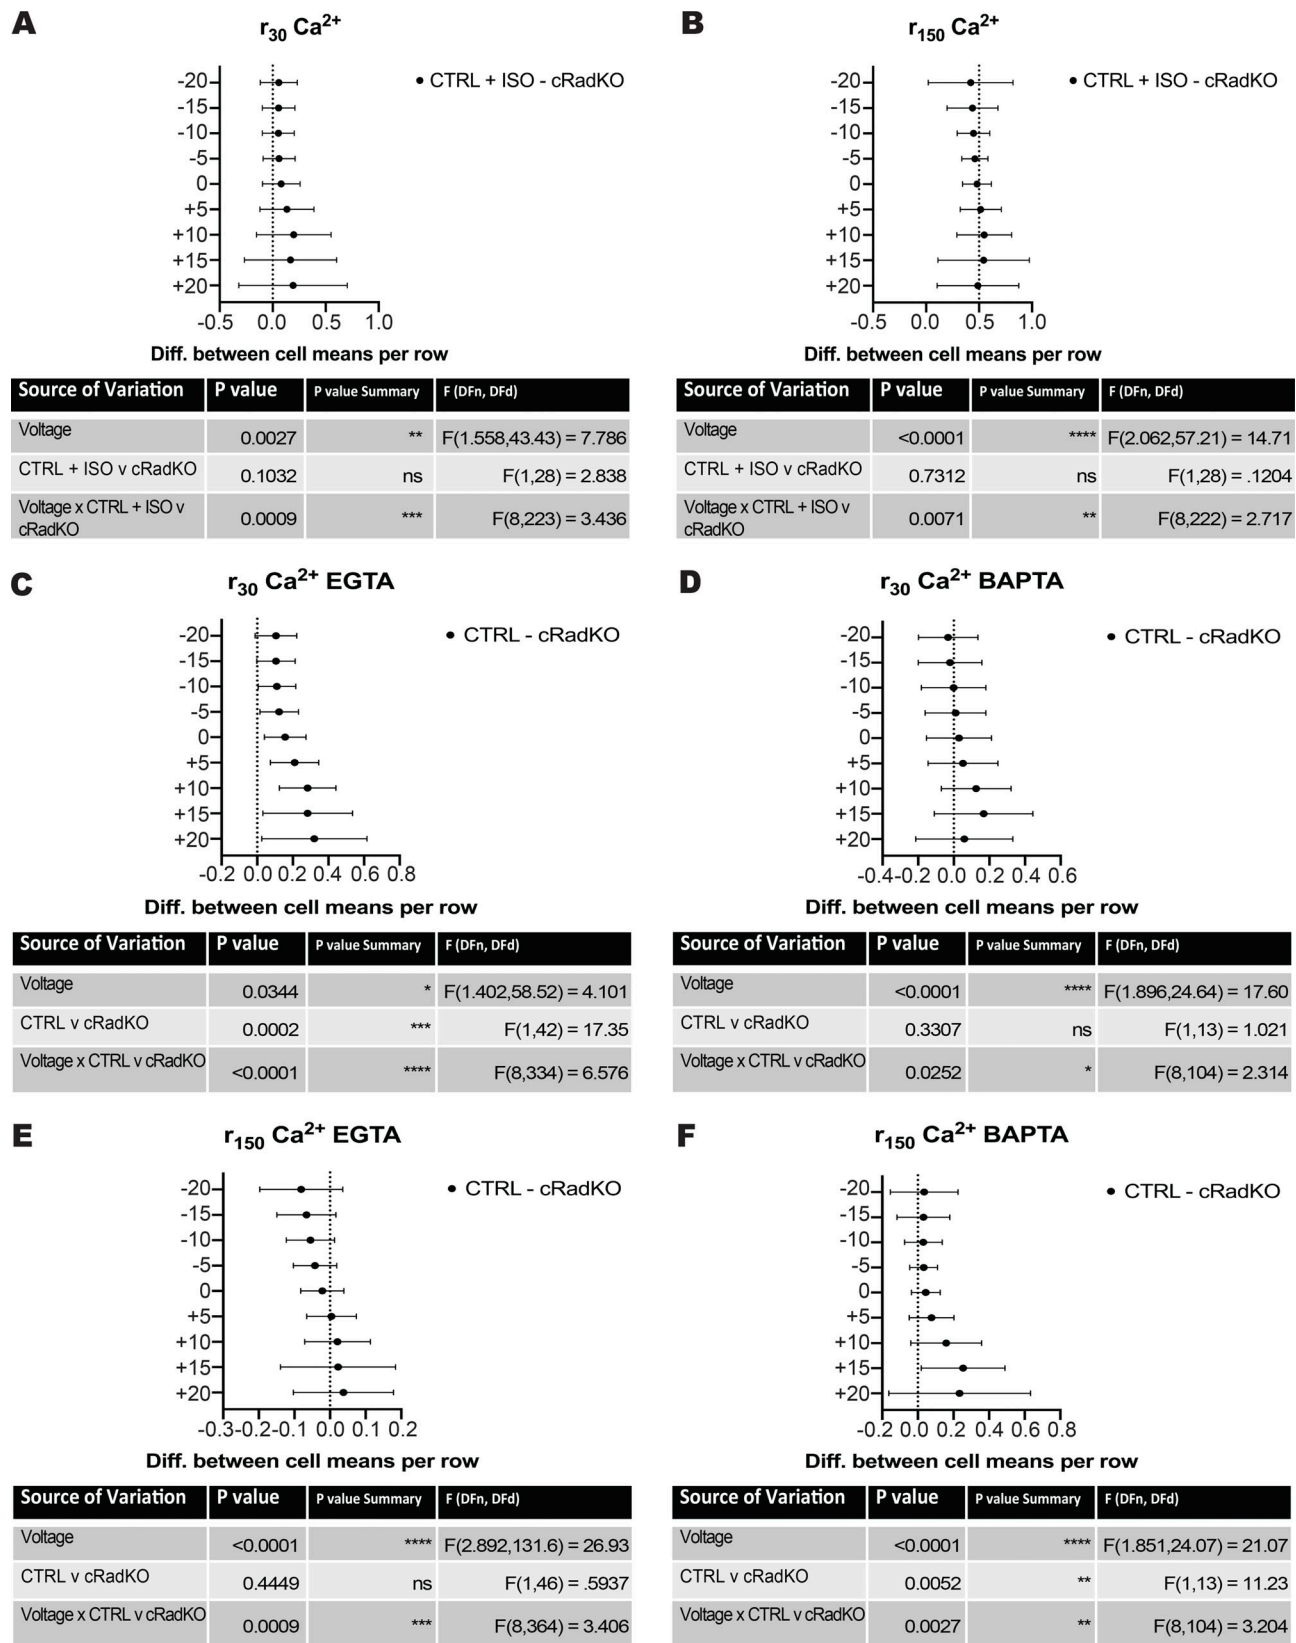 A
r30 Ca2+
CTRL + ISO - cRadKO
-20
-15
-10
-5
0
+5
+10
+15
+20
-0.5 0.0 0.5 1.0
Diff. between cell means per row
Source of Variation P value P value Summary F (DFn, DFd)
Voltage 0.0027 ** F(1.558,43.43) = 7.786
CTRL + ISO v cRadKO 0.1032 ns F(1,28) = 2.838
Voltage x CTRL + ISO v
cRadKO 0.0009 *** F(8,223) = 3.436
B
r150 Ca2+
CTRL + ISO - cRadKO
-20
-15
-10
-5
0
+5
+10
+15
+20
-0.5 0.0 0.5 1.0
Diff. between cell means per row
Source of Variation P value P value Summary F (DFn, DFd)
Voltage <0.0001 **** F(2.062,57.21) = 14.71
CTRL + ISO v cRadKO 0.7312 ns F(1,28) = .1204
Voltage x CTRL + ISO v
cRadKO 0.0071 ** F(8,222) = 2.717
C
r30 Ca2+ EGTA
CTRL - cRadKO
-20
-15
-10
-5
0
+5
+10
+15
+20
-0.2 0.0 0.2 0.4 0.6 0.8
Diff. between cell means per row
Source of Variation P value P value Summary F (DFn, DFd)
Voltage 0.0344 * F(1.402,58.52) = 4.101
CTRL v cRadKO 0.0002 *** F(1,42) = 17.35
Voltage x CTRL v cRadKO <0.0001 **** F(8,334) = 6.576
D
r30 Ca2+ BAPTA
CTRL - cRadKO
-20
-15
-10
-5
0
+5
+10
+15
+20
-0.4 -0.2 0.0 0.2 0.4 0.6
Diff. between cell means per row
Source of Variation P value P value Summary F (DFn, DFd)
Voltage <0.0001 **** F(1.896,24.64) = 17.60
CTRL v cRadKO 0.3307 ns F(1,13) = 1.021
Voltage x CTRL v cRadKO 0.0252 * F(8,104) = 2.314
E
r150 Ca2+ EGTA
CTRL - cRadKO
-20
-15
-10
-5
0
+5
+10
+15
+20
-0.3 -0.2 -0.1 0.0 0.1 0.2
Diff. between cell means per row
Source of Variation P value P value Summary F (DFn, DFd)
Voltage <0.0001 **** F(2.892,131.6) = 26.93
CTRL v cRadKO 0.4449 ns F(1,46) = .5937
Voltage x CTRL v cRadKO 0.0009 *** F(8,364) = 3.406
F
r150 Ca2+ BAPTA
CTRL - cRadKO
-20
-15
-10
-5
0
+5
+10
+15
+20
-0.2 0.0 0.2 0.4 0.6 0.8
Diff. between cell means per row
Source of Variation P value P value Summary F (DFn, DFd)
Voltage <0.0001 **** F(1.851,24.07) = 21.07
CTRL v cRadKO 0.0052 ** F(1,13) = 11.23
Voltage x CTRL v cRadKO 0.0027 ** F(8,104) = 3.204